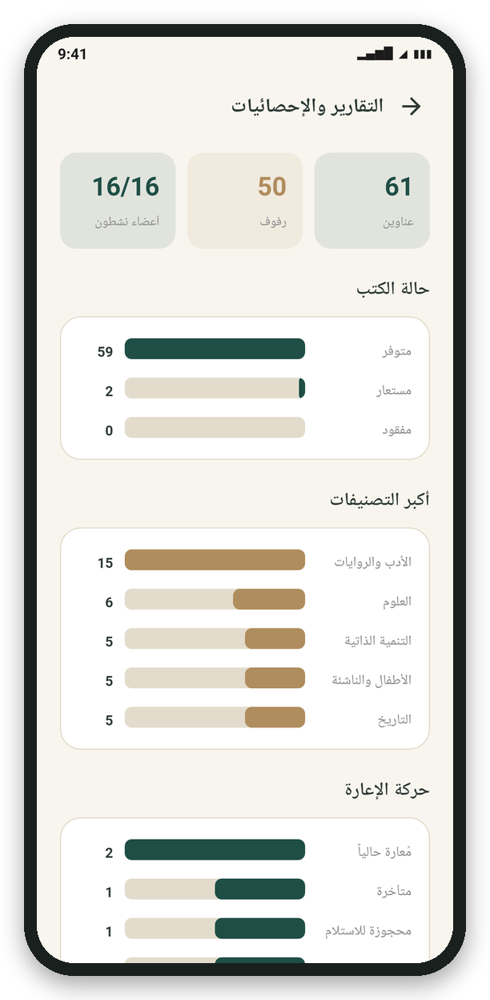 9:41
التقارير والإحصائيات
61 50 16/16
عناوين رفوف أعضاء نشطون
حالة الكتب
متوفر 59
مستعار 2
مفقود 0
أكبر التصنيفات
الأدب والروايات 15
العلوم 6
التنمية الذاتية 5
الأطفال والناشئة 5
التاريخ 5
حركة الإعارة
مُعارة حالياً 2
متأخرة 1
محجوزة للاستلام 1